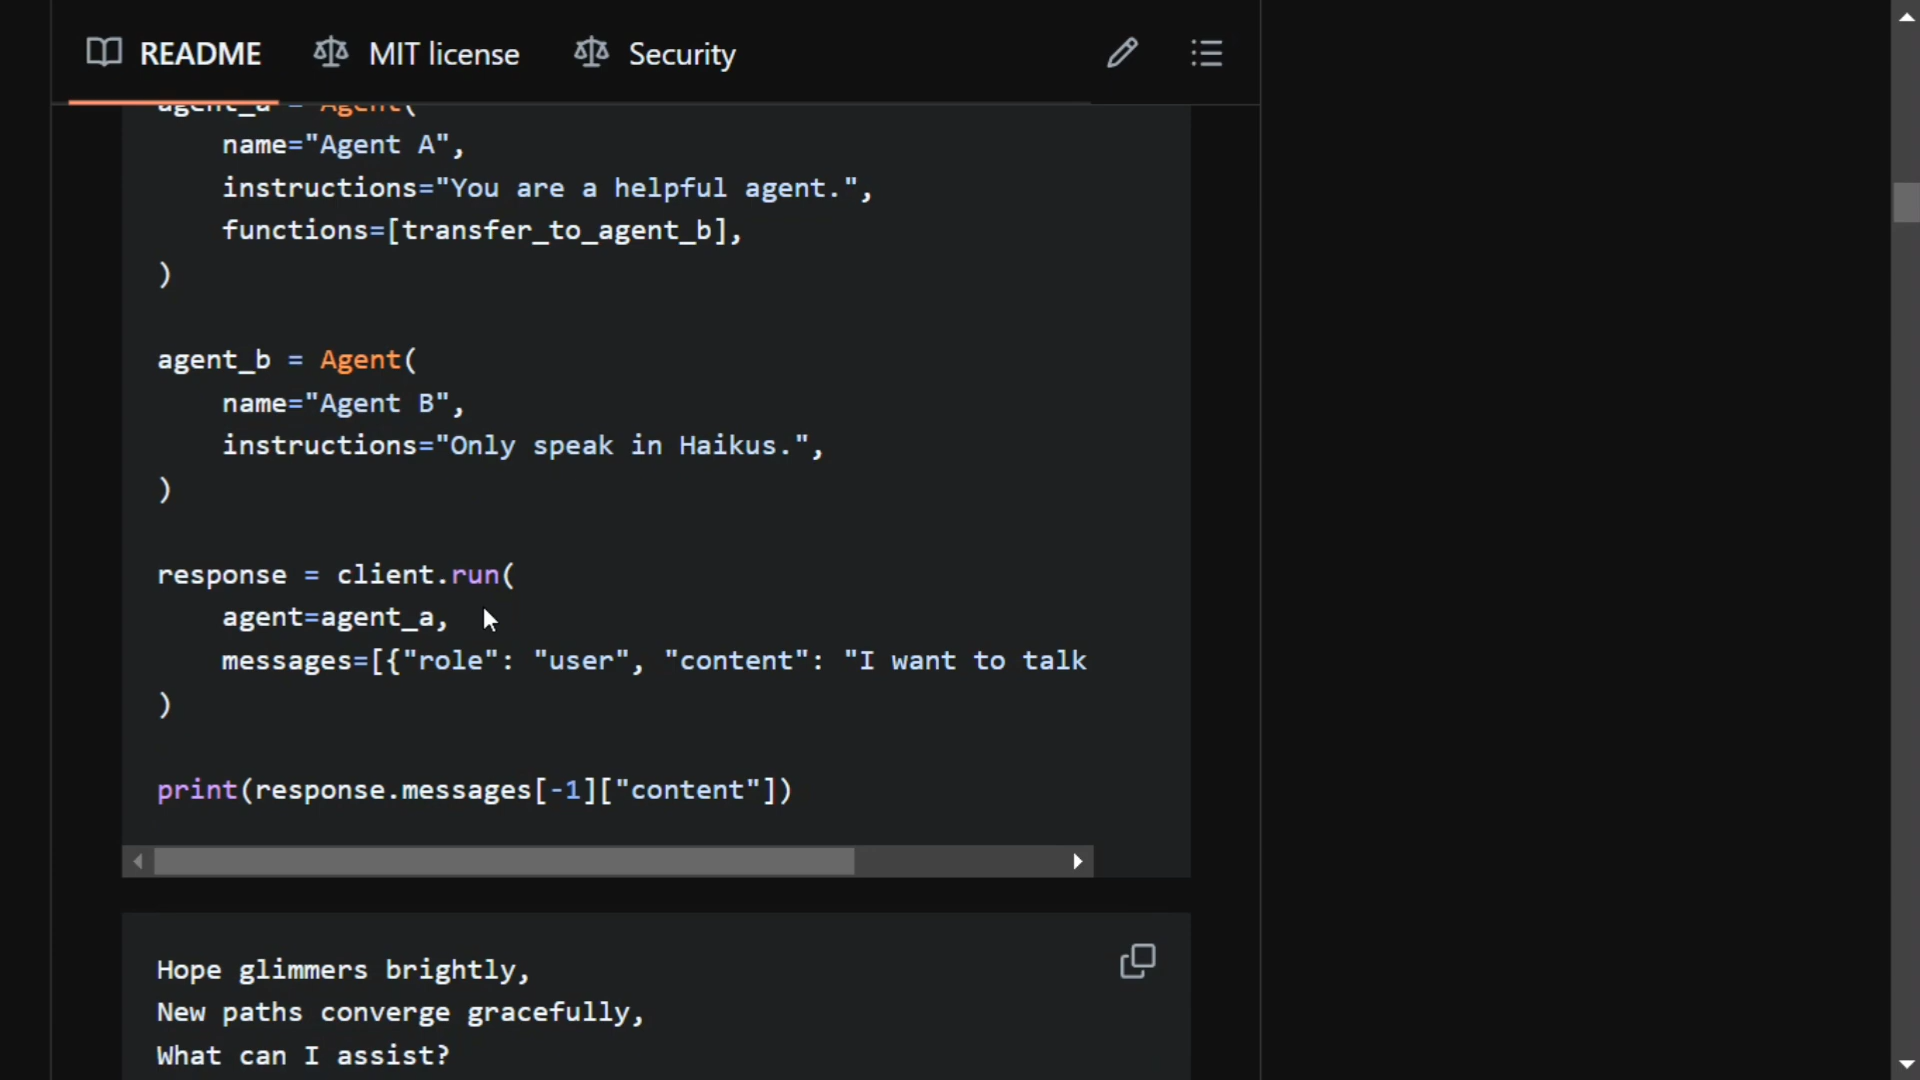 README MIT license Security
agent_a = Agent(
name="Agent A",
instructions="You are a helpful agent.",
functions=[transfer_to_agent_b],
)
agent_b = Agent(
name="Agent B",
instructions="Only speak in Haikus.",
)
response = client.run(
agent=agent_a,
messages=[{"role": "user", "content": "I want to talk
)
print(response.messages[-1]["content"])
Hope glimmers brightly,
New paths converge gracefully,
What can I assist?